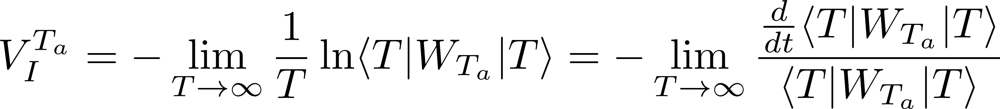 $V_I^{T_a} = -\lim_{T \to \infty} \frac{1}{T} \ln \langle T | W_{T_a} | T \rangle = -\lim_{T \to \infty} \frac{\frac{d}{dt} \langle T | W_{T_a} | T \rangle}{\langle T | W_{T_a} | T \rangle}$